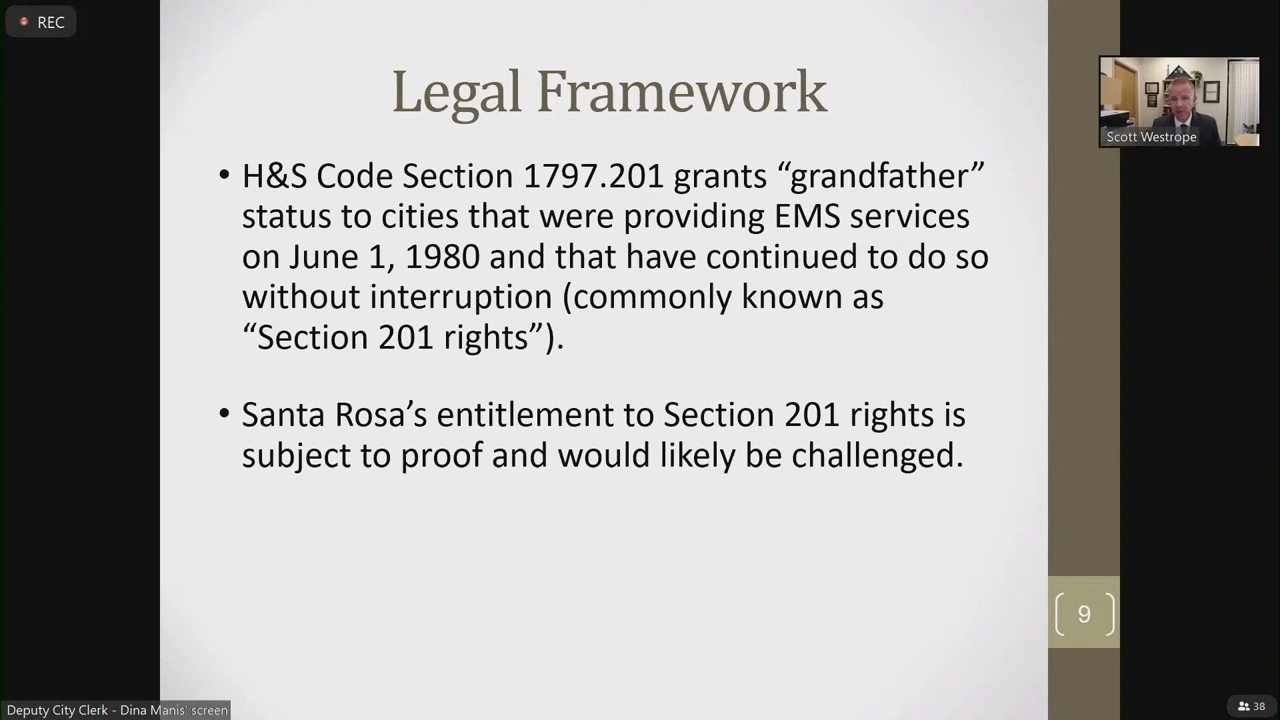 REC
Legal Framework
• H&S Code Section 1797.201 grants “grandfather”
status to cities that were providing EMS services
on June 1, 1980 and that have continued to do so
without interruption (commonly known as
“Section 201 rights”).
• Santa Rosa’s entitlement to Section 201 rights is
subject to proof and would likely be challenged.
Scott Westrope
9
Deputy City Clerk - Dina Manis' screen
38